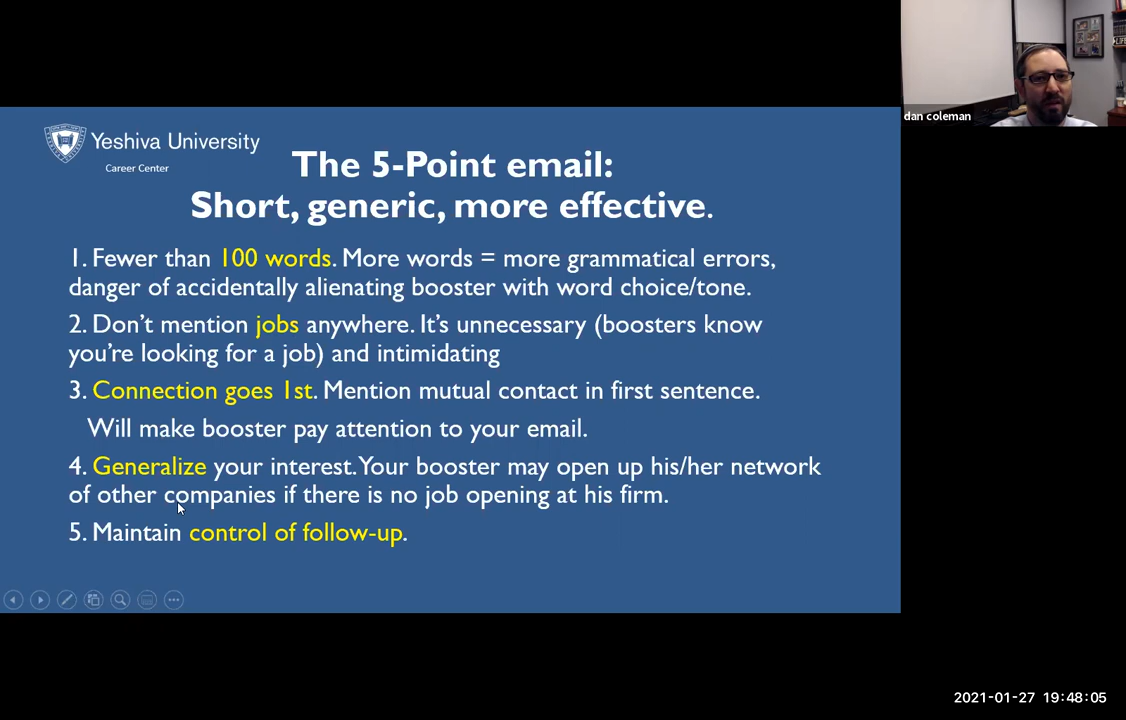 dan coleman
Yeshiva University
Career Center
The 5-Point email:
Short, generic, more effective.
1. Fewer than 100 words. More words = more grammatical errors,
danger of accidentally alienating booster with word choice/tone.
2. Don't mention jobs anywhere. It's unnecessary (boosters know
you're looking for a job) and intimidating
3. Connection goes 1st. Mention mutual contact in first sentence.
Will make booster pay attention to your email.
4. Generalize your interest. Your booster may open up his/her network
of other companies if there is no job opening at his firm.
5. Maintain control of follow-up.
2021-01-27 19:48:05